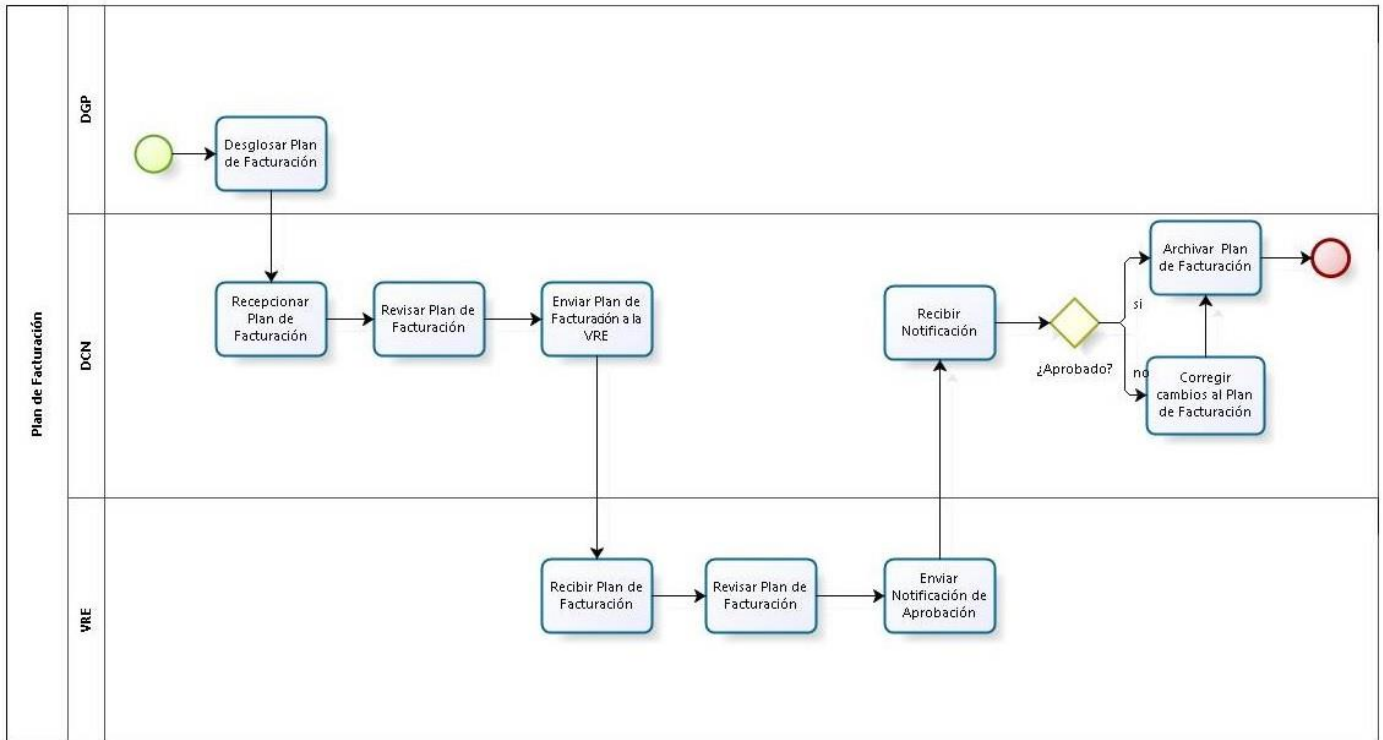 Plan de Facturación
DGP
Desglosar Plan
de Facturación
DCN
Recepcionar
Plan de
Facturación
Revisar Plan de
Facturación
Enviar Plan de
Facturación a la
VRE
Recibir
Notificación
¿Aprobado?
si
no
Archivar Plan
de Facturación
Corregir
cambios al Plan
de Facturación
VRE
Recibir Plan de
Facturación
Revisar Plan de
Facturación
Enviar
Notificación de
Aprobación